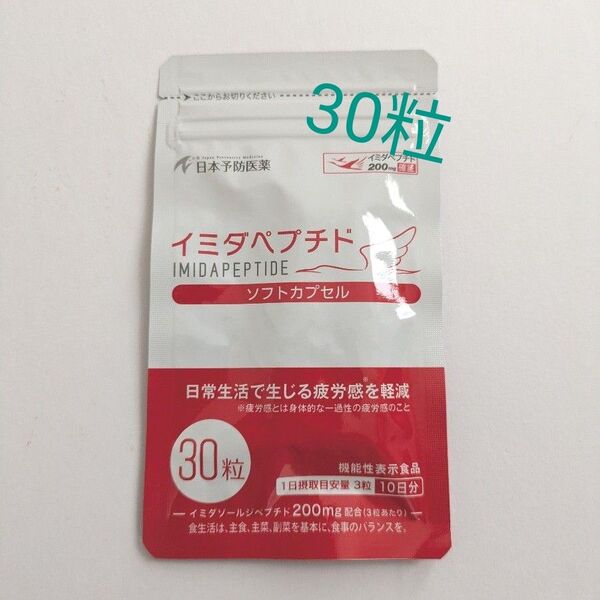 ここからお切りください
30粒
Japan Preventive Medicine
日本予防医薬
イミダペプチド
200mg確証
イミダペプチド
IMIDAPEPTIDE
ソフトカプセル
日常生活で生じる疲労感※を軽減
※疲労感とは身体的な一過性の疲労感のこと
30粒
機能性表示食品
1日摂取目安量 3粒 10日分
イミダゾールジペプチド 200mg 配合(3粒あたり)
食生活は、主食、主菜、副菜を基本に、食事のバランスを。